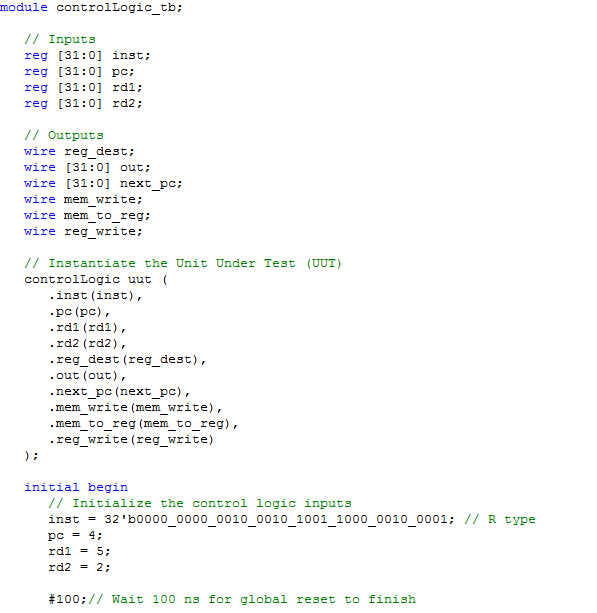 module controlLogic_tb;
// Inputs
reg [31:0] inst;
reg [31:0] pc;
reg [31:0] rd1;
reg [31:0] rd2;
// Outputs
wire reg_dest;
wire [31:0] out;
wire [31:0] next_pc;
wire mem_write;
wire mem_to_reg;
wire reg_write;
// Instantiate the Unit Under Test (UUT)
controlLogic uut (
.inst(inst),
.pc(pc),
.rd1(rd1),
.rd2(rd2),
.reg_dest(reg_dest),
.out(out),
.next_pc(next_pc),
.mem_write(mem_write),
.mem_to_reg(mem_to_reg),
.reg_write(reg_write)
);
initial begin
// Initialize the control logic inputs
inst = 32'b0000_0000_0010_0010_1001_1000_0010_0001; // R type
pc = 4;
rd1 = 5;
rd2 = 2;
#100;// Wait 100 ns for global reset to finish